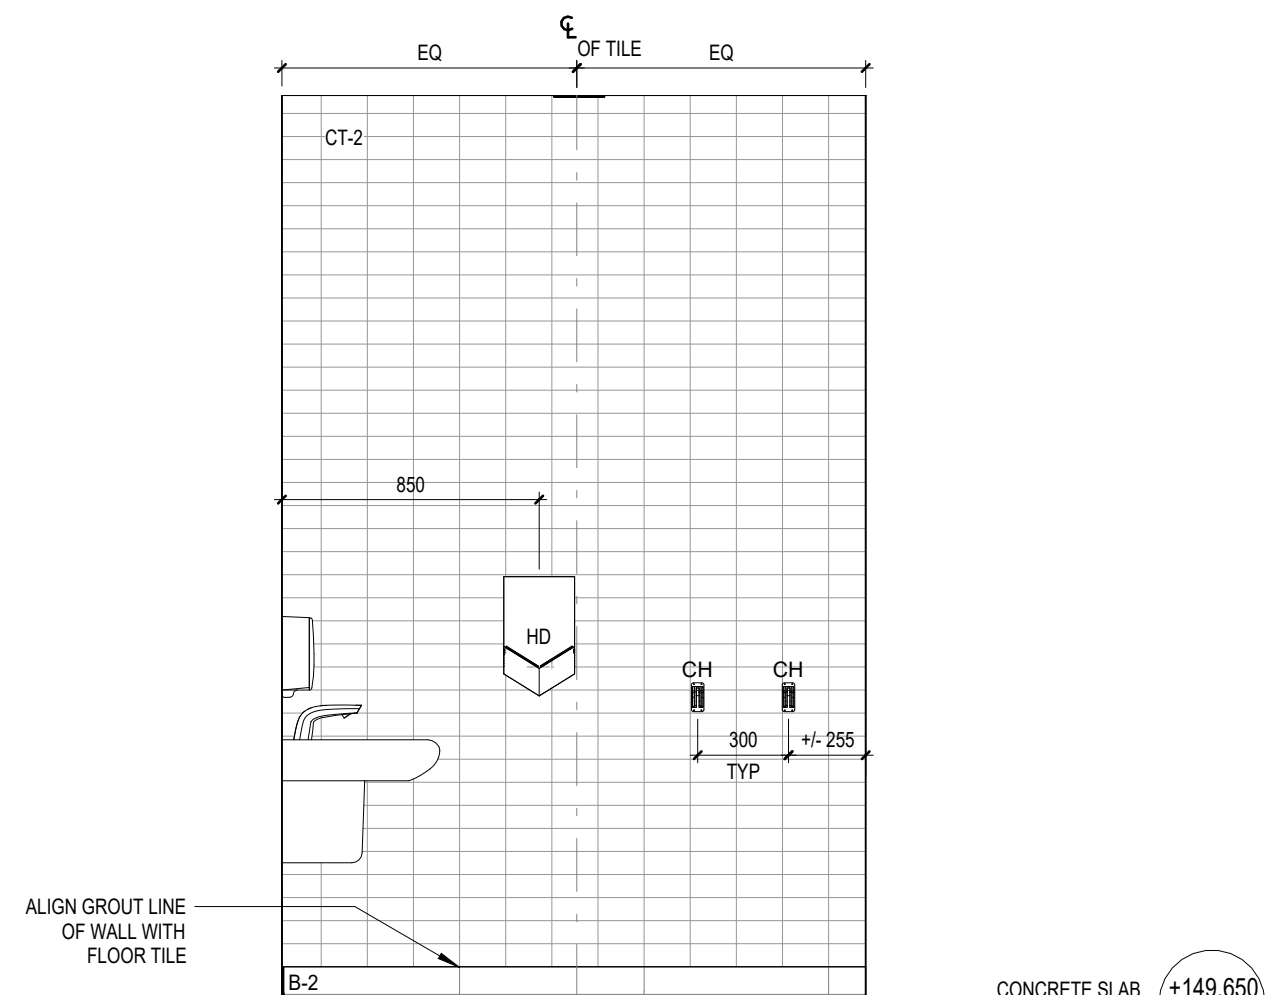 ℄
OF TILE
EQ
EQ
CT-2
850
HD
CH
CH
300
+/- 255
TYP
ALIGN GROUT LINE
OF WALL WITH
FLOOR TILE
B-2
CONCRETE SLAB
+149.650